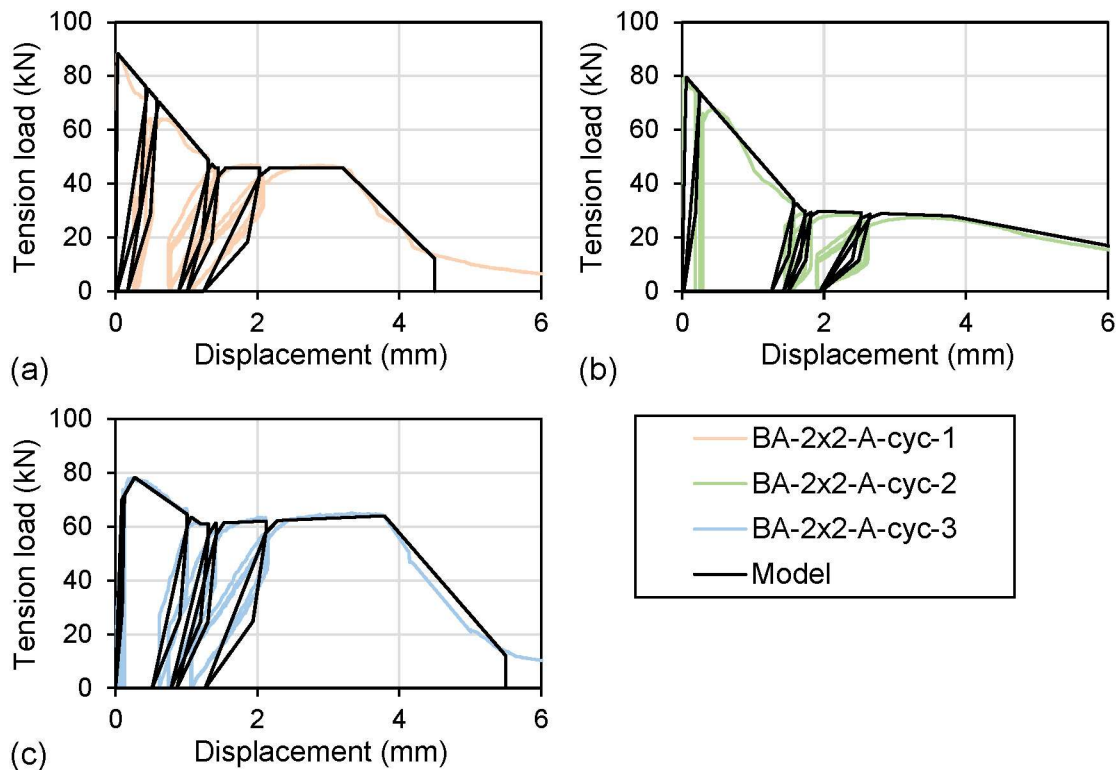 100
80
60
40
20
0
Tension load (kN)
0 2 4 6
Displacement (mm)
(a)
100
80
60
40
20
0
Tension load (kN)
0 2 4 6
Displacement (mm)
(b)
100
80
60
40
20
0
Tension load (kN)
0 2 4 6
Displacement (mm)
(c)
BA-2x2-A-cyc-1
BA-2x2-A-cyc-2
BA-2x2-A-cyc-3
Model